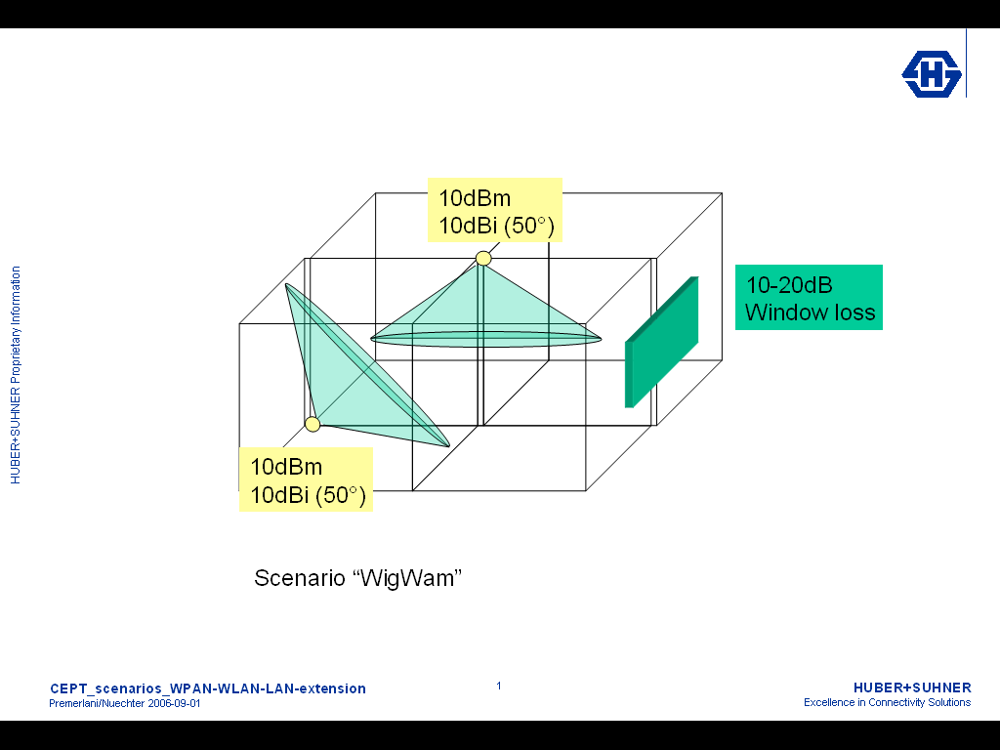 HUBER+SUHNER Proprietary Information
H
10dBm
10dBi (50°)
10-20dB
Window loss
10dBm
10dBi (50°)
Scenario “WigWam”
CEPT_scenarios_WPAN-WLAN-LAN-extension
Premerlani/Nuechter 2006-09-01
1
HUBER+SUHNER
Excellence in Connectivity Solutions